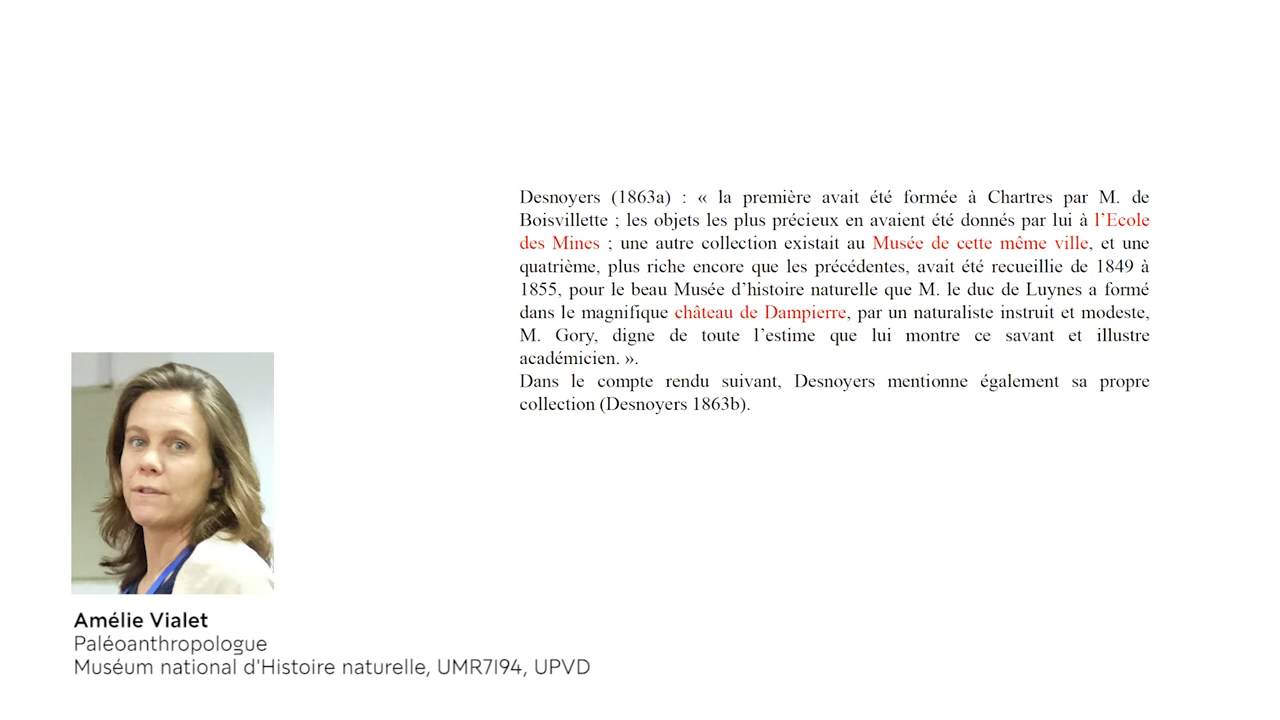 Desnoyers (1863a) : « la première avait été formée à Chartres par M. de
Boisvillette ; les objets les plus précieux en avaient été donnés par lui à l'Ecole
des Mines ; une autre collection existait au Musée de cette même ville, et une
quatrième, plus riche encore que les précédentes, avait été recueillie de 1849 à
1855, pour le beau Musée d'histoire naturelle que M. le duc de Luynes a formé
dans le magnifique château de Dampierre, par un naturaliste instruit et modeste,
M. Gory, digne de toute l'estime que lui montre ce savant et illustre
académicien. ».
Dans le compte rendu suivant, Desnoyers mentionne également sa propre
collection (Desnoyers 1863b).
Amélie Vialet
Paléoanthropologue
Muséum national d'Histoire naturelle, UMR7194, UPVD